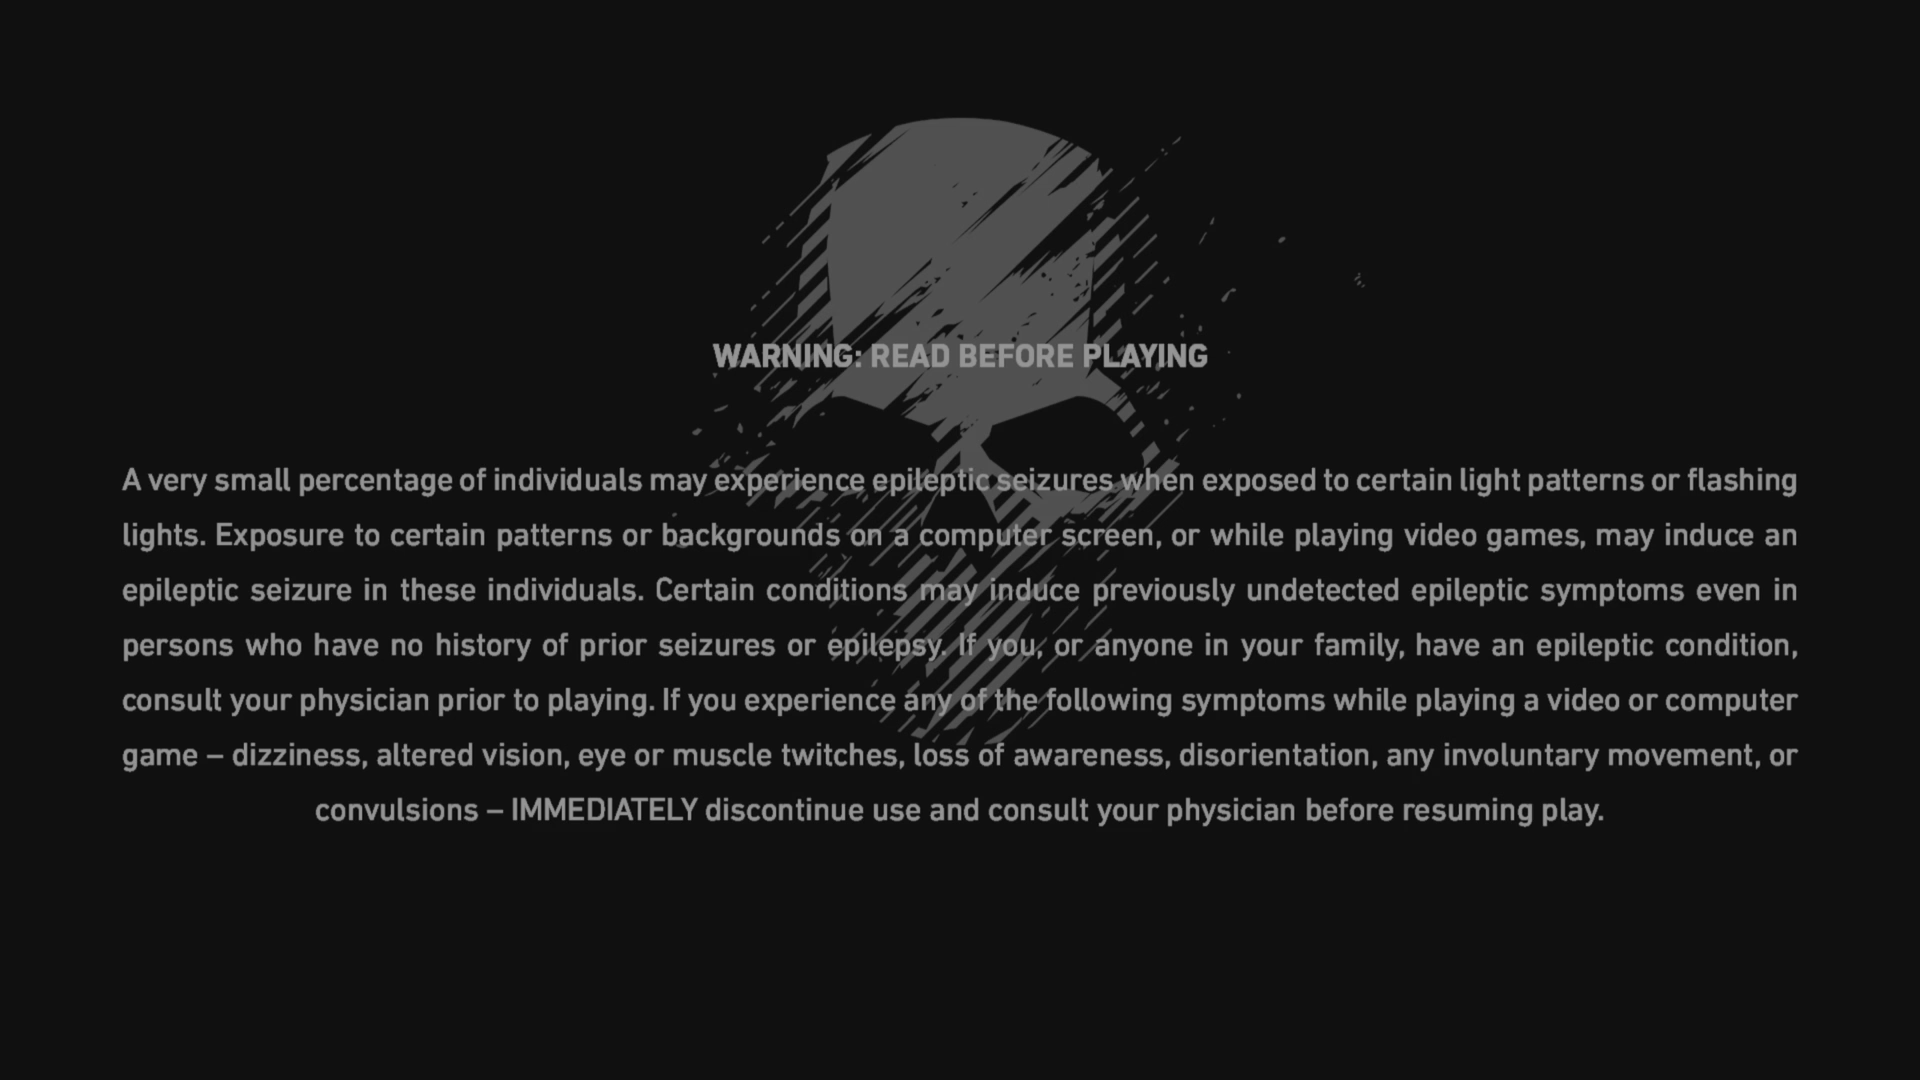 WARNING: READ BEFORE PLAYING
A very small percentage of individuals may experience epileptic seizures when exposed to certain light patterns or flashing
lights. Exposure to certain patterns or backgrounds on a computer screen, or while playing video games, may induce an
epileptic seizure in these individuals. Certain conditions may induce previously undetected epileptic symptoms even in
persons who have no history of prior seizures or epilepsy. If you, or anyone in your family, have an epileptic condition,
consult your physician prior to playing. If you experience any of the following symptoms while playing a video or computer
game – dizziness, altered vision, eye or muscle twitches, loss of awareness, disorientation, any involuntary movement, or
convulsions – IMMEDIATELY discontinue use and consult your physician before resuming play.